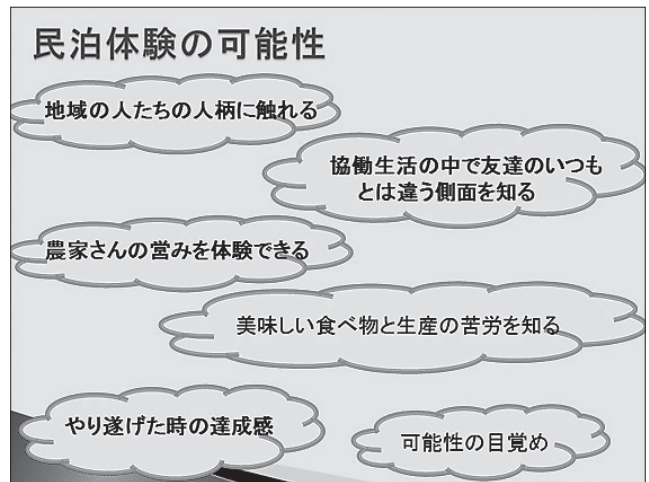 民泊体験の可能性
地域の人たちの人柄に触れる
協働生活の中で友達のいつも
とは違う側面を知る
農家さんの営みを体験できる
美味しい食べ物と生産の苦労を知る
やり遂げた時の達成感
可能性の目覚め